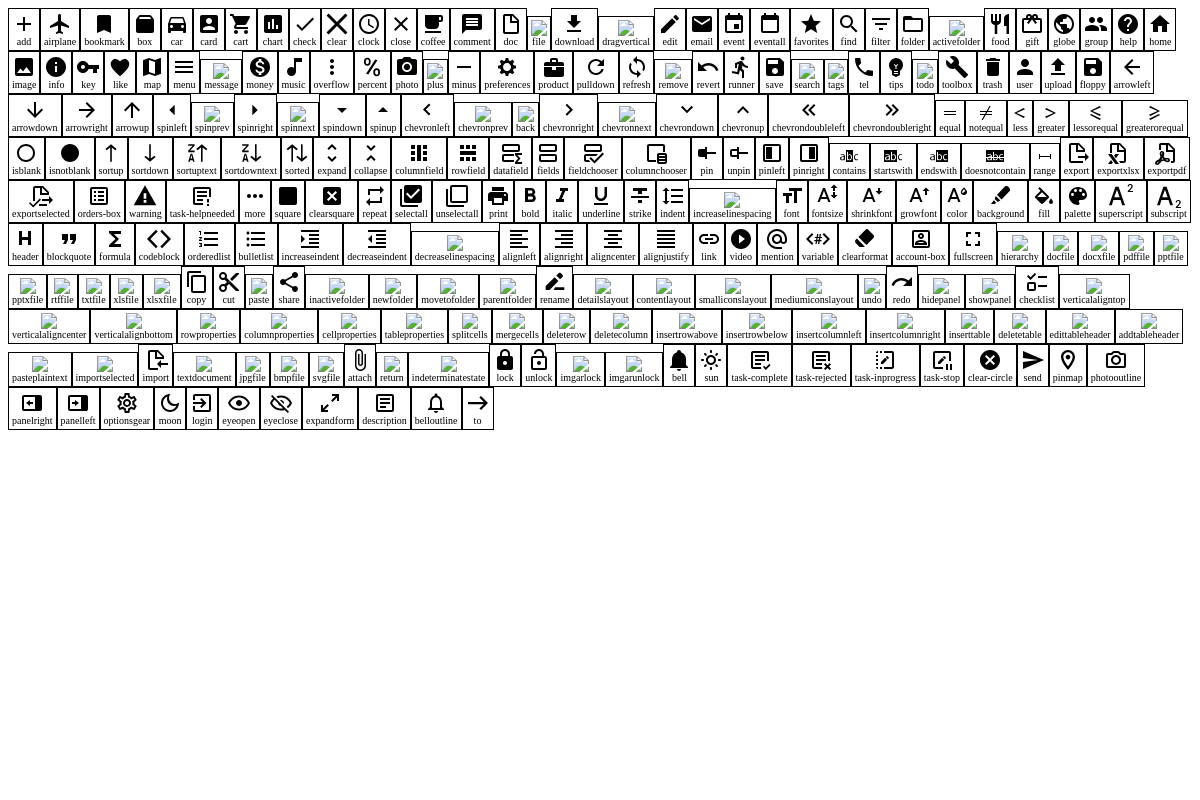 add airplane bookmark box car card cart chart check clear clock close coffee comment doc file download dragvertical edit email event eventall favorites find filter folder activefolder food gift globe group help home
image info key like map menu message money music overflow percent photo plus minus preferences product pulldown refresh remove revert runner save search tags tel tips todo toolbox trash user upload floppy arrowleft
arrowdown arrowright arrowup spinleft spinprev spinright spinnext spindown spinup chevronleft chevronprev back chevronright chevronnext chevrondown chevronup chevrondoubleleft chevrondoubleright equal notequal less greater lessorequal greaterorequal
isblank isnotblank sortup sortdown sortuptext sortdowntext sorted expand collapse columnfield rowfield datafield fields fieldchooser columnchooser pin unpin pinleft pinright contains startswith endswith doesnotcontain range export exportxlsx exportpdf
exportselected orders-box warning task-helpneeded more square clearsquare repeat selectall unselectall print bold italic underline strike indent increaselinespacing font fontsize shrinkfont growfont color background fill palette superscript subscript
header blockquote formula codeblock orderedlist bulletlist increaseindent decreaseindent decreaselinespacing alignleft alignright aligncenter alignjustify link video mention variable clearformat account-box fullscreen hierarchy docfile docxfile pdffile pptfile
pptxfile rtffile txtfile xlsfile xlsxfile copy cut paste share inactivefolder newfolder movetofolder parentfolder rename detailslayout contentlayout smalliconslayout mediumiconslayout undo redo hidepanel showpanel checklist verticalaligntop
verticalaligncenter verticalalignbottom rowproperties columnproperties cellproperties tableproperties splitcells mergecells deleterow deletecolumn insertrowabove insertrowbelow insertcolumnleft insertcolumnright inserttable deletetable edittableheader addtableheader
pasteplaintext importselected import textdocument jpgfile bmpfile svgfile attach return indeterminatestate lock unlock imgarlock imgarunlock bell sun task-complete task-rejected task-inprogress task-stop clear-circle send pinmap photooutline
panelright panelleft optionsgear moon login eyeopen eyeclose expandform description belloutline to